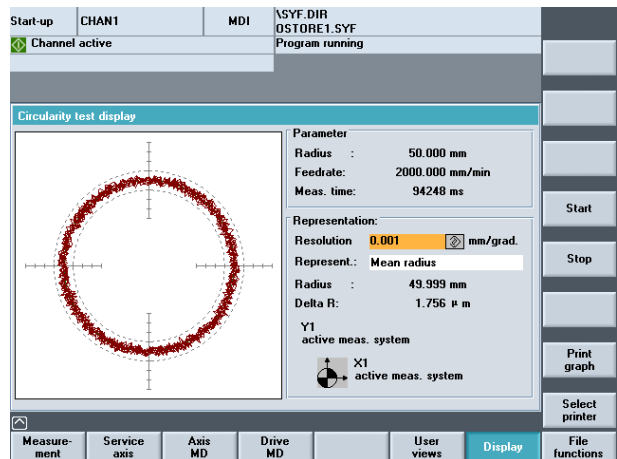 Start-up CHAN1 MDI \SYF.DIR
OSTORE1.SYF
Channel active Program running
Circularity test display
Parameter
Radius : 50.000 mm
Feedrate: 2000.000 mm/min
Meas. time: 94248 ms
Representation:
Resolution 0.001 mm/grad.
Represent.: Mean radius
Radius : 49.999 mm
Delta R: 1.756 µ m
Y1
active meas. system
X1
active meas. system
Start
Stop
Print
graph
Select
printer
Measure-
ment
Service
axis
Axis
MD
Drive
MD
User
views
Display
File
functions